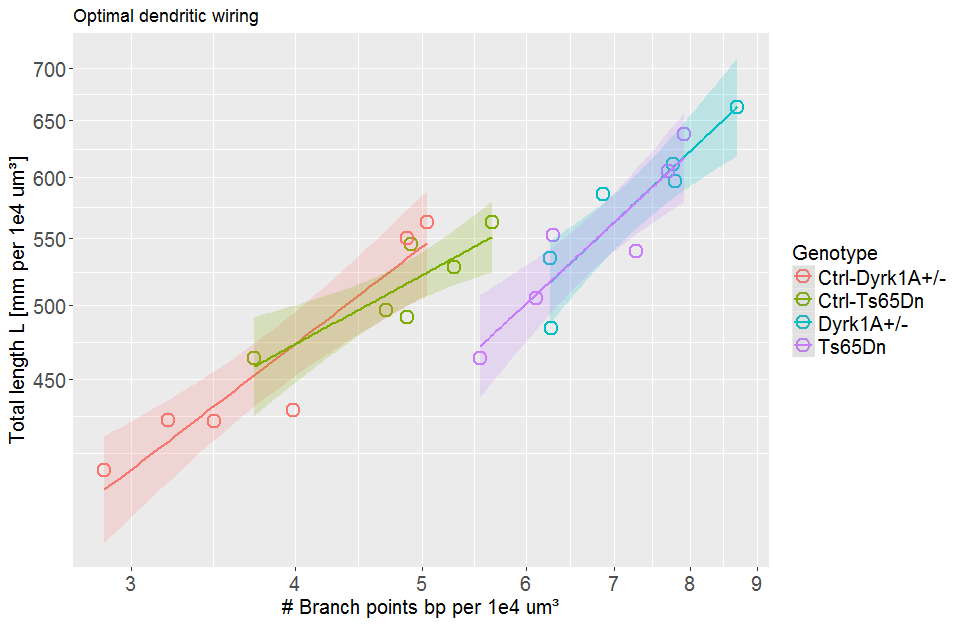 Optimal dendritic wiring
Total length L [mm per 1e4 um³]
700
650
600
550
500
450
3 4 5 6 7 8 9
# Branch points bp per 1e4 um³
Genotype
Ctrl-Dyrk1A+/-
Ctrl-Ts65Dn
Dyrk1A+/-
Ts65Dn